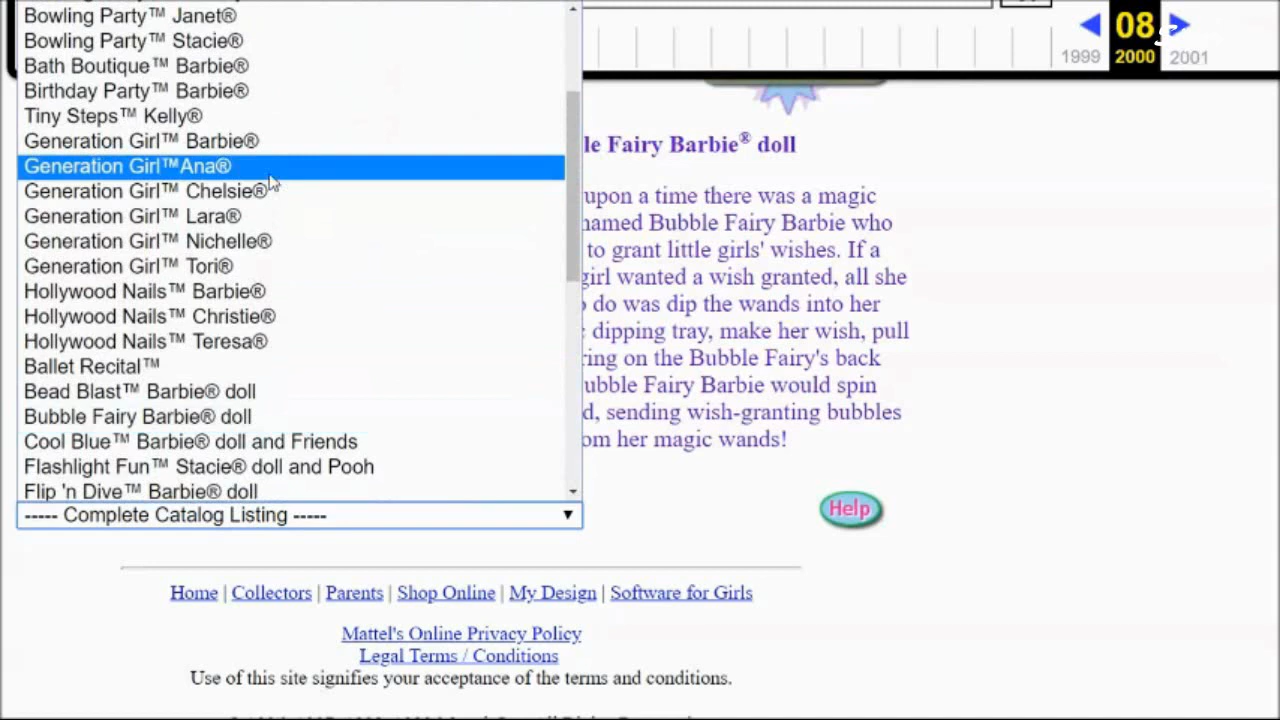 Bowling Party™ Janet®
Bowling Party™ Stacie®
Bath Boutique™ Barbie®
Birthday Party™ Barbie®
Tiny Steps™ Kelly®
Generation Girl™ Barbie®
Generation Girl™Ana®
Generation Girl™ Chelsie®
Generation Girl™ Lara®
Generation Girl™ Nichelle®
Generation Girl™ Tori®
Hollywood Nails™ Barbie®
Hollywood Nails™ Christie®
Hollywood Nails™ Teresa®
Ballet Recital™
Bead Blast™ Barbie® doll
Bubble Fairy Barbie® doll
Cool Blue™ Barbie® doll and Friends
Flashlight Fun™ Stacie® doll and Pooh
Flip 'n Dive™ Barbie® doll
----- Complete Catalog Listing -----
08
1999 2000 2001
le Fairy Barbie® doll
upon a time there was a magic
named Bubble Fairy Barbie who
to grant little girls' wishes. If a
girl wanted a wish granted, all she
do was dip the wands into her
dipping tray, make her wish, pull
ring on the Bubble Fairy's back
ubble Fairy Barbie would spin
d, sending wish-granting bubbles
om her magic wands!
Help
Home | Collectors | Parents | Shop Online | My Design | Software for Girls
Mattel's Online Privacy Policy
Legal Terms / Conditions
Use of this site signifies your acceptance of the terms and conditions.